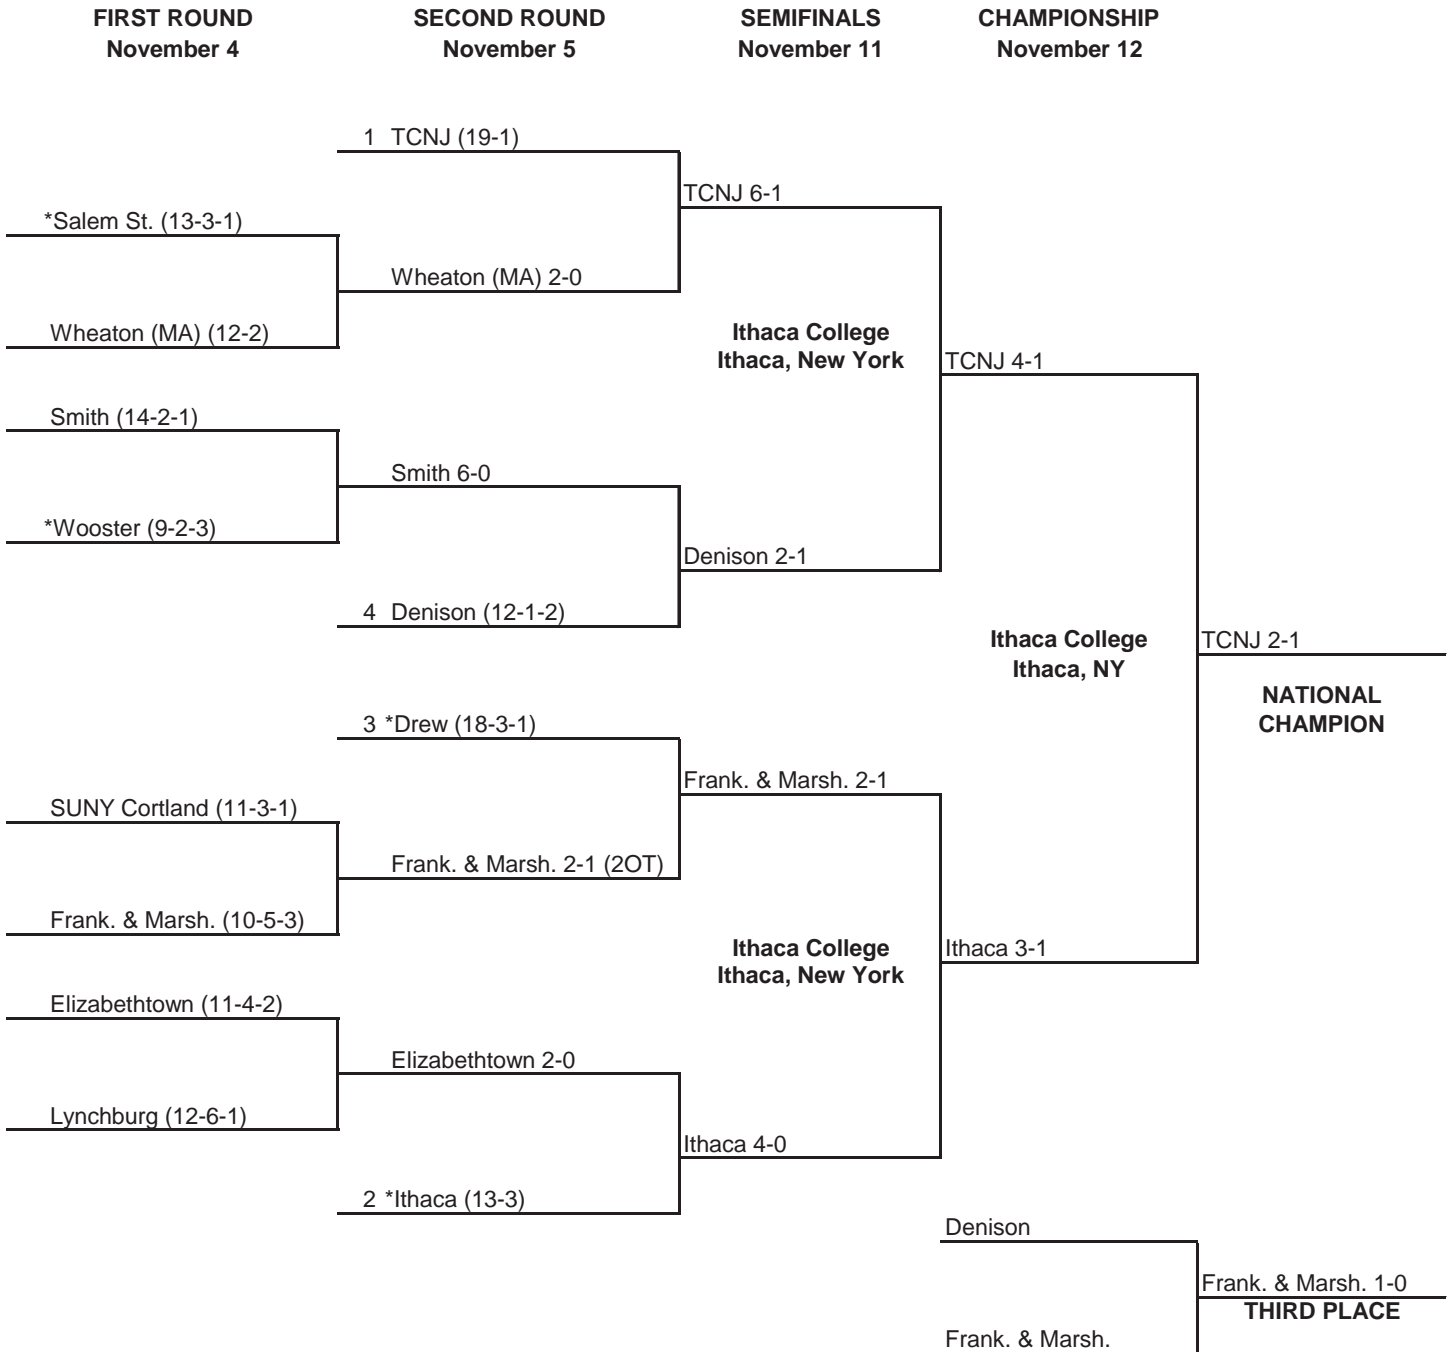 FIRST ROUND
November 4
SECOND ROUND
November 5
SEMIFINALS
November 11
CHAMPIONSHIP
November 12
1 TCNJ (19-1)
TCNJ 6-1
*Salem St. (13-3-1)
Wheaton (MA) 2-0
Wheaton (MA) (12-2)
Ithaca College
Ithaca, New York
TCNJ 4-1
Smith (14-2-1)
Smith 6-0
*Wooster (9-2-3)
Denison 2-1
4 Denison (12-1-2)
Ithaca College
Ithaca, NY
TCNJ 2-1
NATIONAL
CHAMPION
3 *Drew (18-3-1)
Frank. & Marsh. 2-1
SUNY Cortland (11-3-1)
Frank. & Marsh. 2-1 (2OT)
Frank. & Marsh. (10-5-3)
Ithaca College
Ithaca, New York
Ithaca 3-1
Elizabethtown (11-4-2)
Elizabethtown 2-0
Lynchburg (12-6-1)
Ithaca 4-0
2 *Ithaca (13-3)
Denison
Frank. & Marsh. 1-0
THIRD PLACE
Frank. & Marsh.